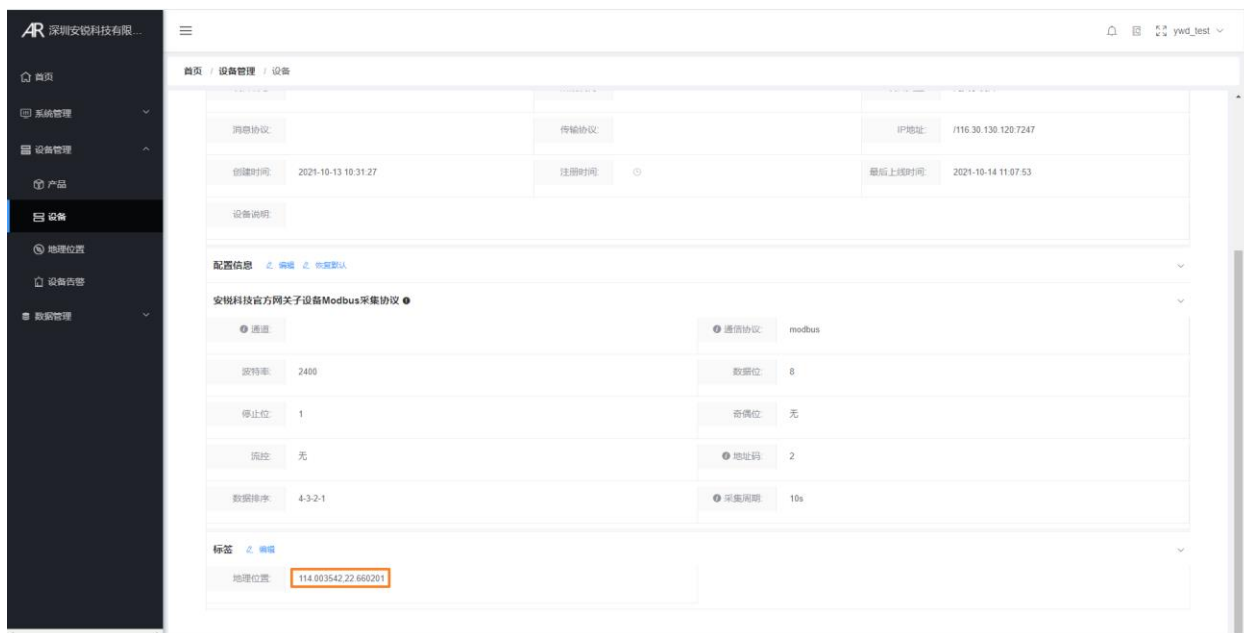 AR 深圳安锐科技有限...
ywd_test
首页
首页 / 设备管理 / 设备
系统管理
消息协议:
传输协议:
IP地址: /116.30.130.120:7247
设备管理
创建时间: 2021-10-13 10:31:27
注册时间:
最后上线时间: 2021-10-14 11:07:53
产品
设备
设备说明:
地理位置
配置信息 编辑 恢复默认
设备告警
安锐科技官方网关子设备Modbus采集协议
数据管理
通道:
通信协议: modbus
波特率: 2400
数据位: 8
停止位: 1
奇偶位: 无
流控: 无
地址码: 2
数据排序: 4-3-2-1
采集周期: 10s
标签 编辑
地理位置: 114.003542,22.660201